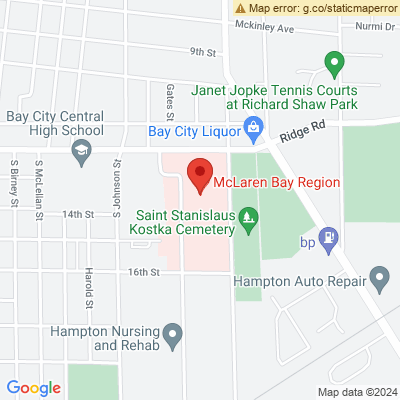 Map error: g.co/staticmaperror
Mckinley Ave
Nurmi Dr
9th St
Janet Jopke Tennis Courts
at Richard Shaw Park
Gates St
Bay City Central
High School
Bay City Liquor
Ridge Rd
S Birney St
S McLellan St
S Johnson St
McLaren Bay Region
14th St
Saint Stanislaus
Kostka Cemetery
bp
16th St
Harold St
Hampton Auto Repair
Hampton Nursing
and Rehab
Google
Map data ©2024